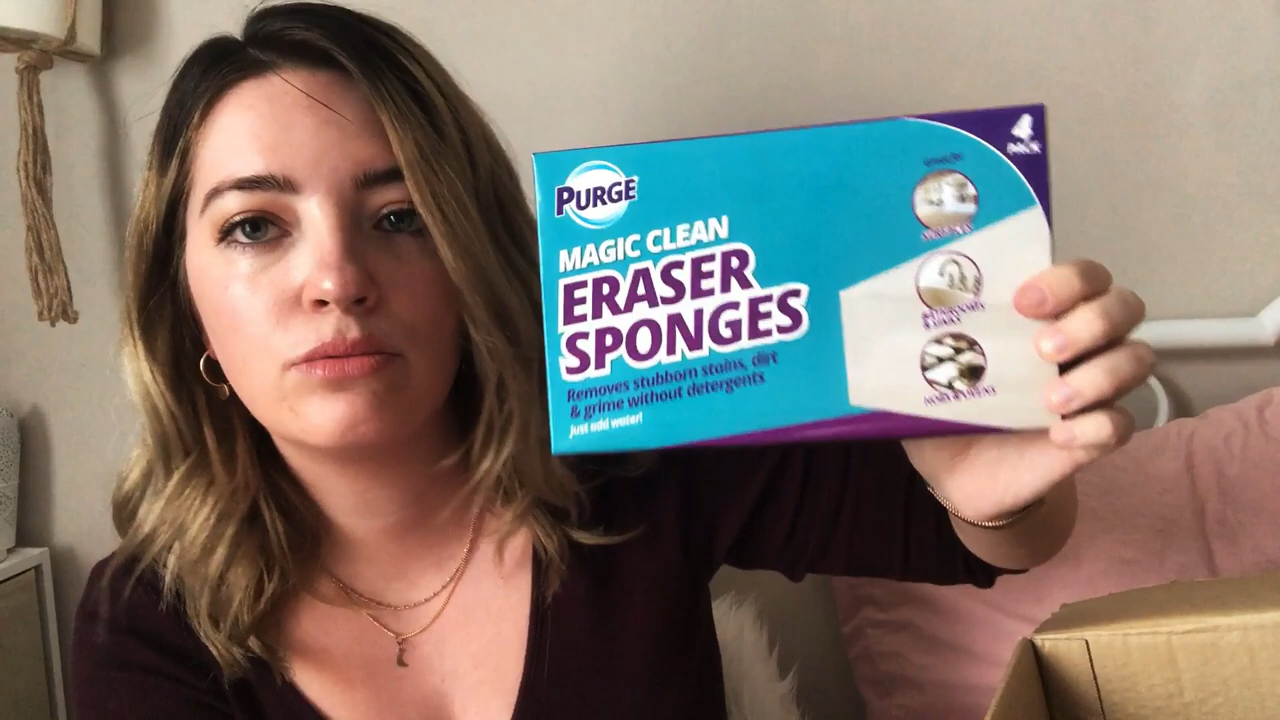 PURGE
MAGIC CLEAN
ERASER
SPONGES
Removes stubborn stains, dirt
& grime without detergents
Just add water!
4
PACK